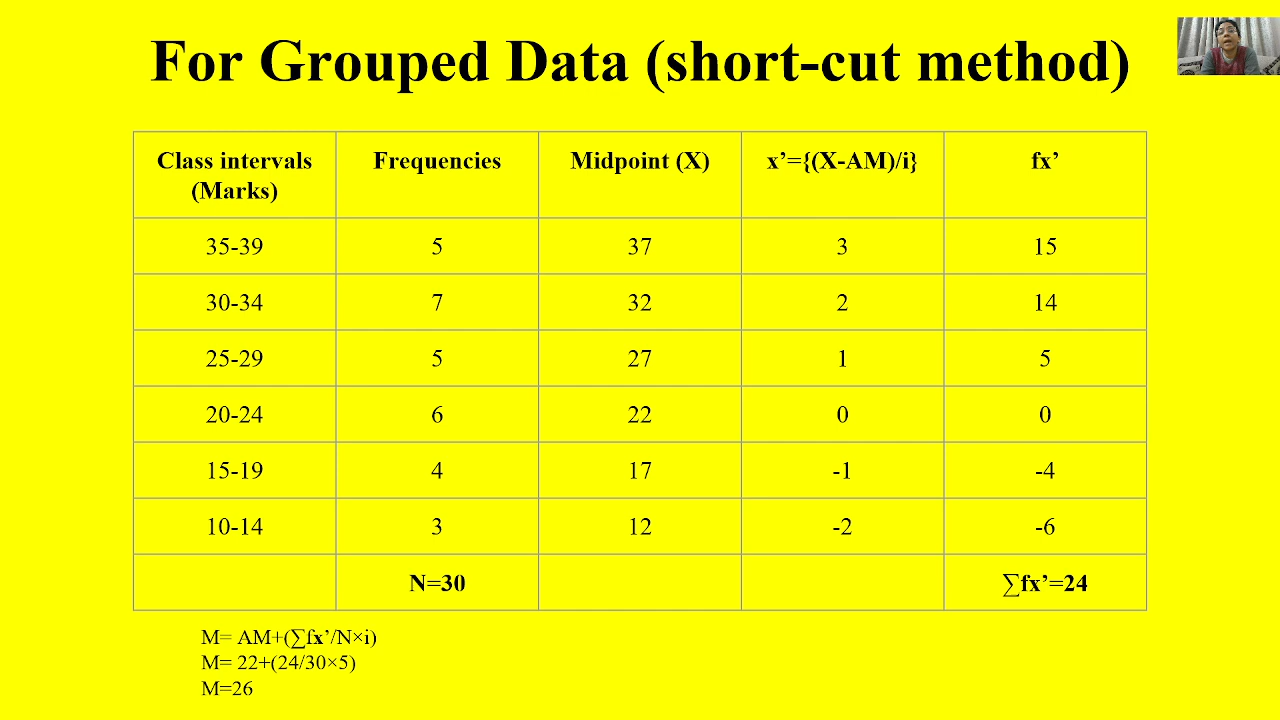 For Grouped Data (short-cut method)
Class intervals (Marks) Frequencies Midpoint (X) x’={(X-AM)/i} fx’
35-39 5 37 3 15
30-34 7 32 2 14
25-29 5 27 1 5
20-24 6 22 0 0
15-19 4 17 -1 -4
10-14 3 12 -2 -6
N=30 ∑fx’=24
M= AM+(∑fx’/N×i)
M= 22+(24/30×5)
M=26